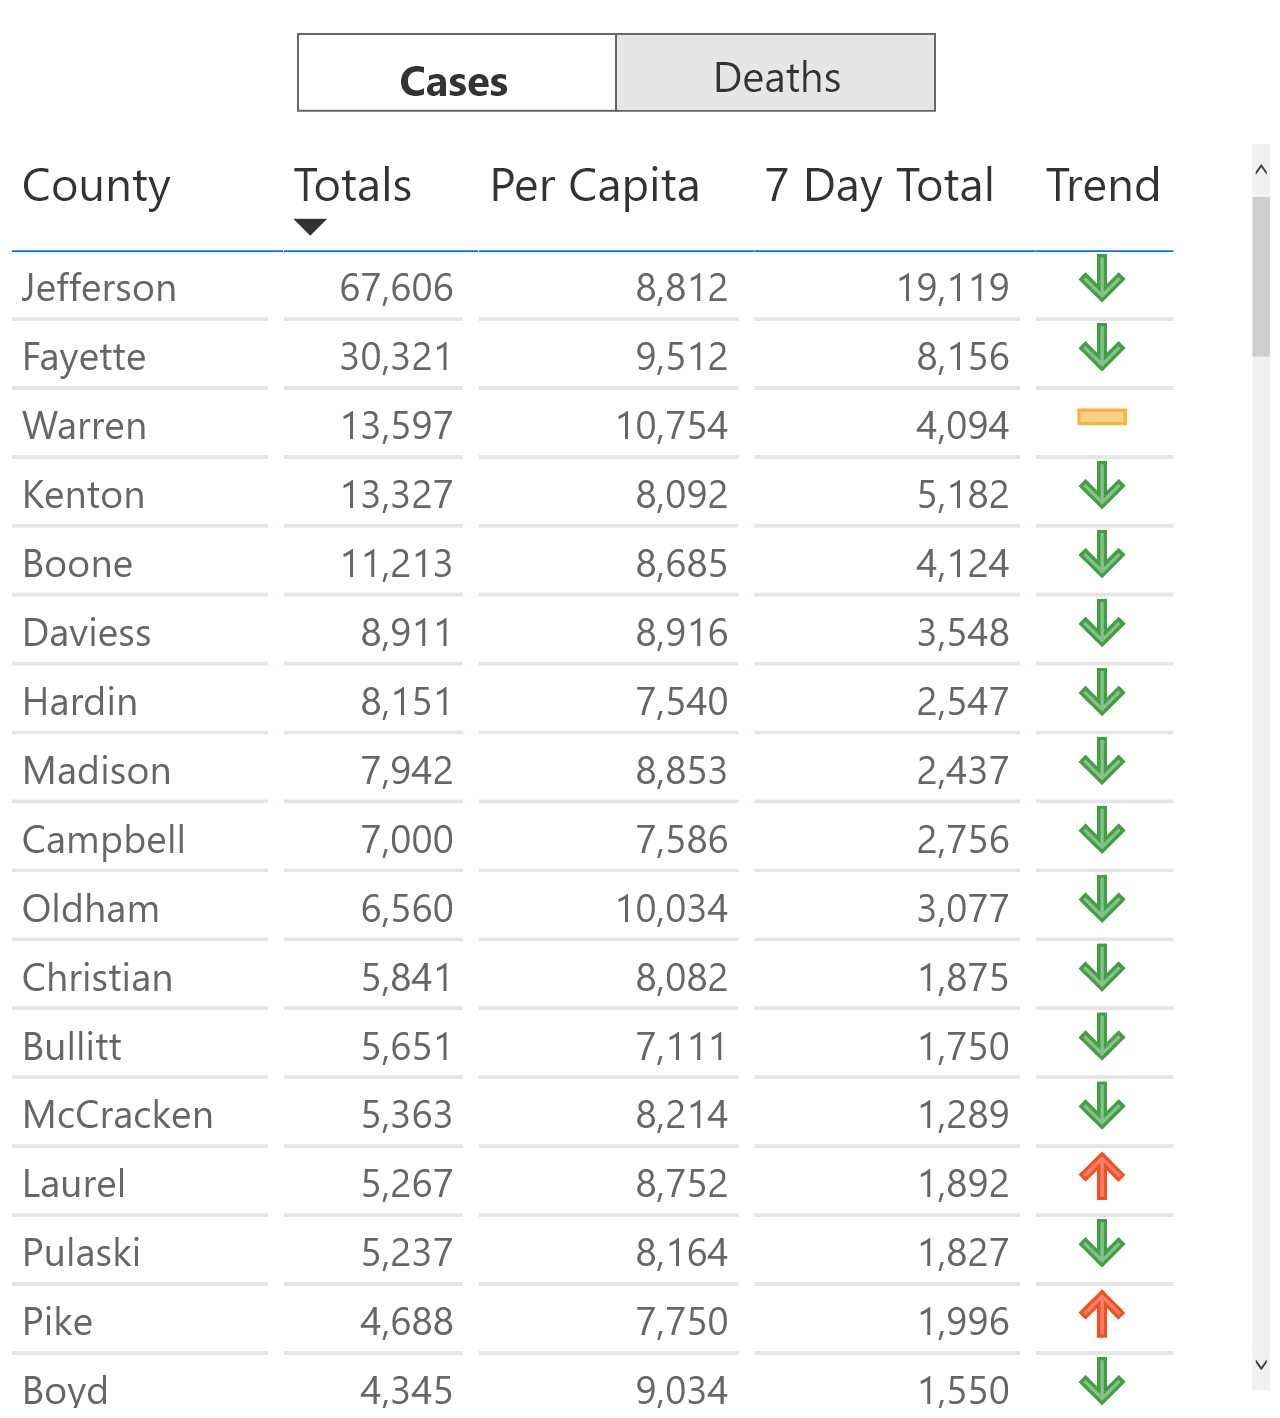 Cases Deaths
County Totals Per Capita 7 Day Total Trend
Jefferson 67,606 8,812 19,119
Fayette 30,321 9,512 8,156
Warren 13,597 10,754 4,094
Kenton 13,327 8,092 5,182
Boone 11,213 8,685 4,124
Daviess 8,911 8,916 3,548
Hardin 8,151 7,540 2,547
Madison 7,942 8,853 2,437
Campbell 7,000 7,586 2,756
Oldham 6,560 10,034 3,077
Christian 5,841 8,082 1,875
Bullitt 5,651 7,111 1,750
McCracken 5,363 8,214 1,289
Laurel 5,267 8,752 1,892
Pulaski 5,237 8,164 1,827
Pike 4,688 7,750 1,996
Boyd 4,345 9,034 1,550